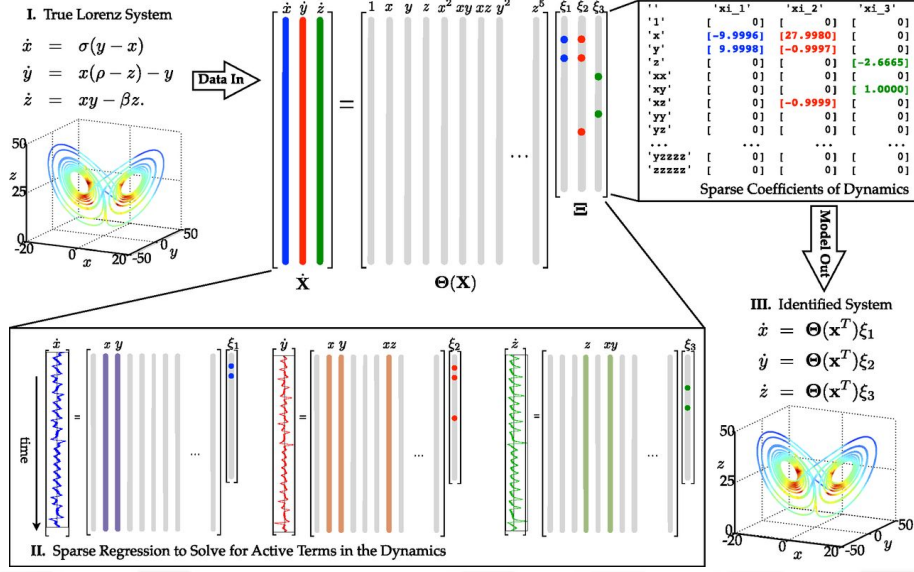 I. True Lorenz System
ẋ = σ(y − x)
ẏ = x(ρ − z) − y
ż = xy − βz.
Data In
50
z
25
0
-20
0
x
20
-50
0
y
50
ẋ ẏ ż
=
1 x y z x² xy xz y² z⁵
...
ξ1 ξ2 ξ3
Ẋ
Θ(X)
Ξ
'' 'xi_1' 'xi_2' 'xi_3'
'1' [ 0] [ 0] [ 0]
'x' [-9.9996] [27.9980] [ 0]
'y' [ 9.9998] [-0.9997] [ 0]
'z' [ 0] [ 0] [-2.6665]
'xx' [ 0] [ 0] [ 0]
'xy' [ 0] [ 0] [ 1.0000]
'xz' [ 0] [-0.9999] [ 0]
'yy' [ 0] [ 0] [ 0]
'yz' [ 0] [ 0] [ 0]
... ... ... ...
'yzzzz' [ 0] [ 0] [ 0]
'zzzzz' [ 0] [ 0] [ 0]
Sparse Coefficients of Dynamics
Model Out
III. Identified System
ẋ = Θ(xᵀ)ξ1
ẏ = Θ(xᵀ)ξ2
ż = Θ(xᵀ)ξ3
50
z
25
0
-20
0
x
20
-50
0
y
50
time
ẋ
=
x y
...
ξ1
ẏ
=
x y xz
...
ξ2
ż
=
z xy
...
ξ3
II. Sparse Regression to Solve for Active Terms in the Dynamics